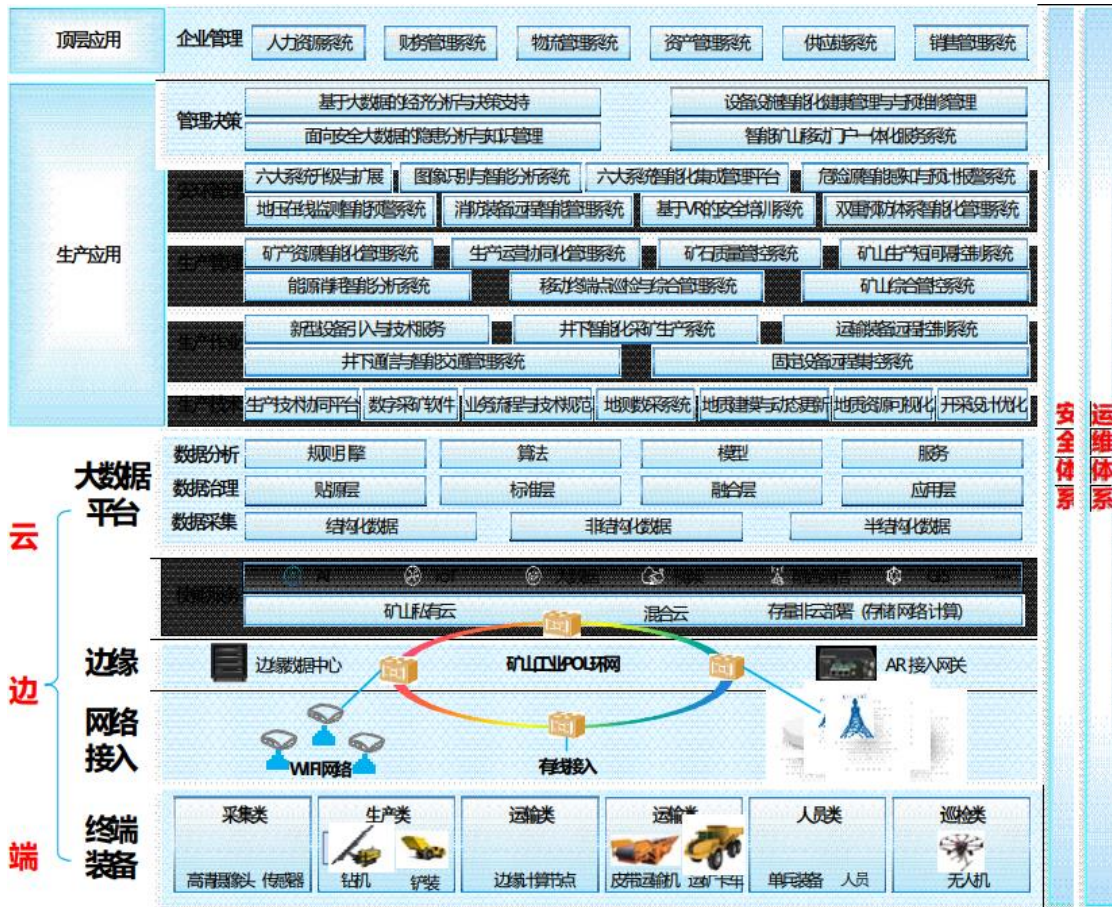 顶层应用
企业管理
人力资源系统 财务管理系统 物流管理系统 资产管理系统 供应链系统 销售管理系统
生产应用
管理决策
基于大数据的经济分析与决策支持 设备设施智能化健康管理与预维修管理
面向安全大数据的隐患分析与知识管理 智能矿山移动门户一体化服务系统
六大系统升级与扩展 图像识别与智能分析系统 六大系统智能化集成管理平台 危险源智能感知与预计报警系统
地压在线监测智能预警系统 消防装备远程智能管理系统 基于VR的安全培训系统 双重预防体系智能化管理系统
生产管理
矿产资源智能化管理系统 生产运营协同化管理系统 矿石质量管控系统 矿山生产短间隔控制系统
能源消耗智能分析系统 移动终端点巡检与综合管理系统 矿山综合管控系统
生产作业
新型设备引入与技术服务 井下智能化采矿生产系统 运输装备远程控制系统
井下通信与智能交通管理系统 固定设备远程集控系统
生产技术
生产技术协同平台 数字采矿软件 业务流程与技术规范 地测数采系统 地质建模与动态更新 地质资源可视化 开采设计优化
安全体系
运维体系
云
大数据
平台
数据分析 规则引擎 算法 模型 服务
数据治理 贴源层 标准层 融合层 应用层
数据采集 结构化数据 非结构化数据 半结构化数据
AI IOT GIS
矿山私有云 混合云 存量非云部署(存储网络计算)
边
边缘
边缘数据中心 矿山工业POL环网 AR接入网关
网络
接入
WIFI网络 有线接入
端
终端
装备
采集类 生产类 运输类 运输类 人员类 巡检类
高清摄像头 传感器 钻机 铲装 边缘计算节点 皮带运输机 运矿卡车 单兵装备 人员 无人机